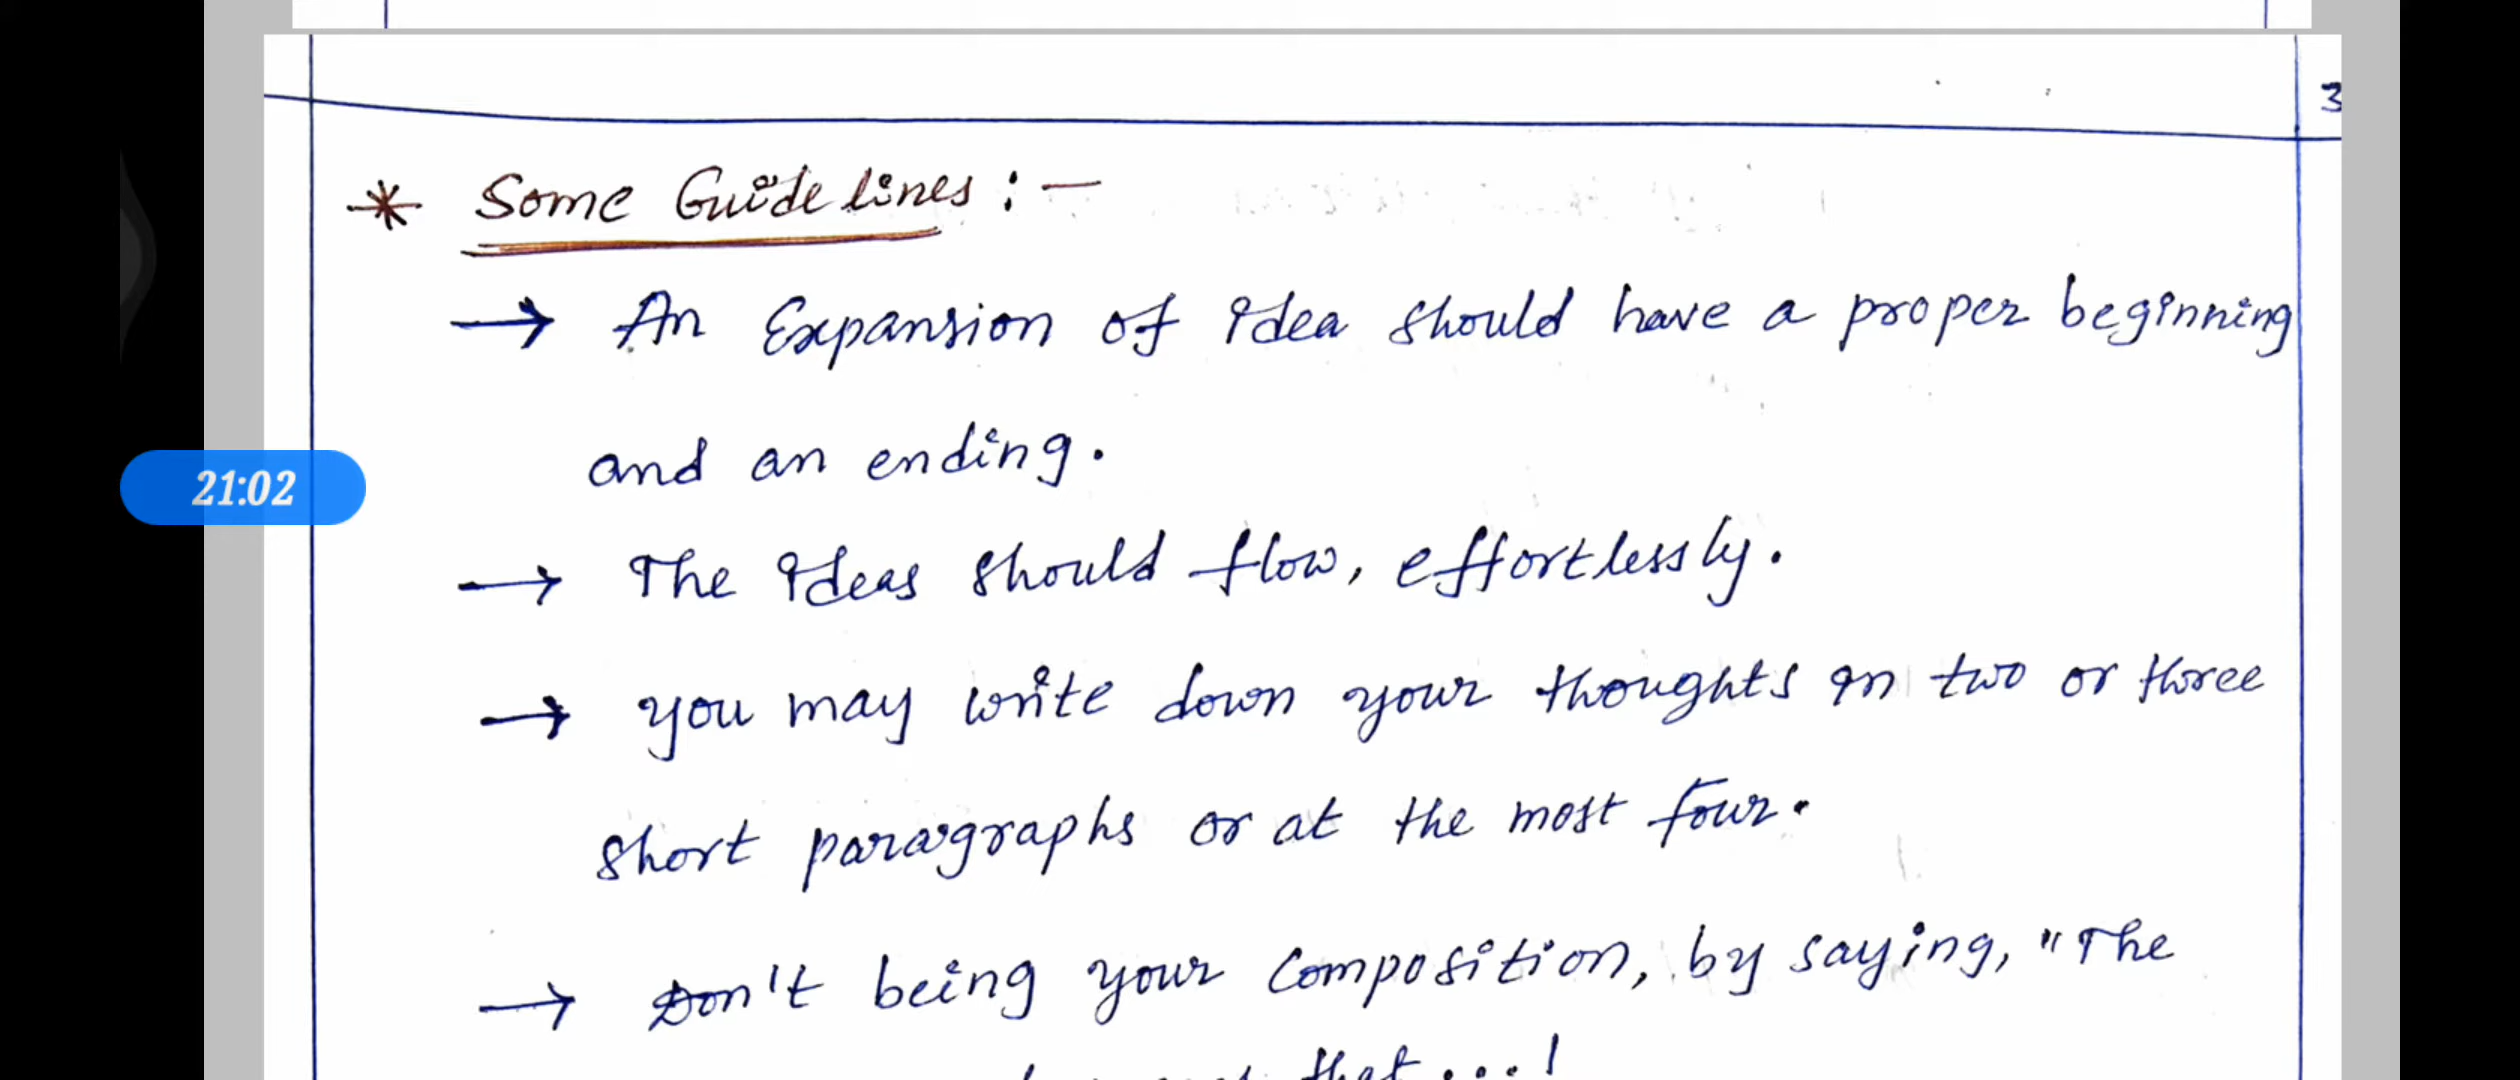 3
* Some Guidelines : -
→ An Expansion of idea should have a proper beginning
and an ending.
21:02
→ The ideas should flow, effortlessly.
→ you may write down your thoughts in two or three
short paragraphs or at the most four.
→ Don't being your composition, by saying, "The
that...!